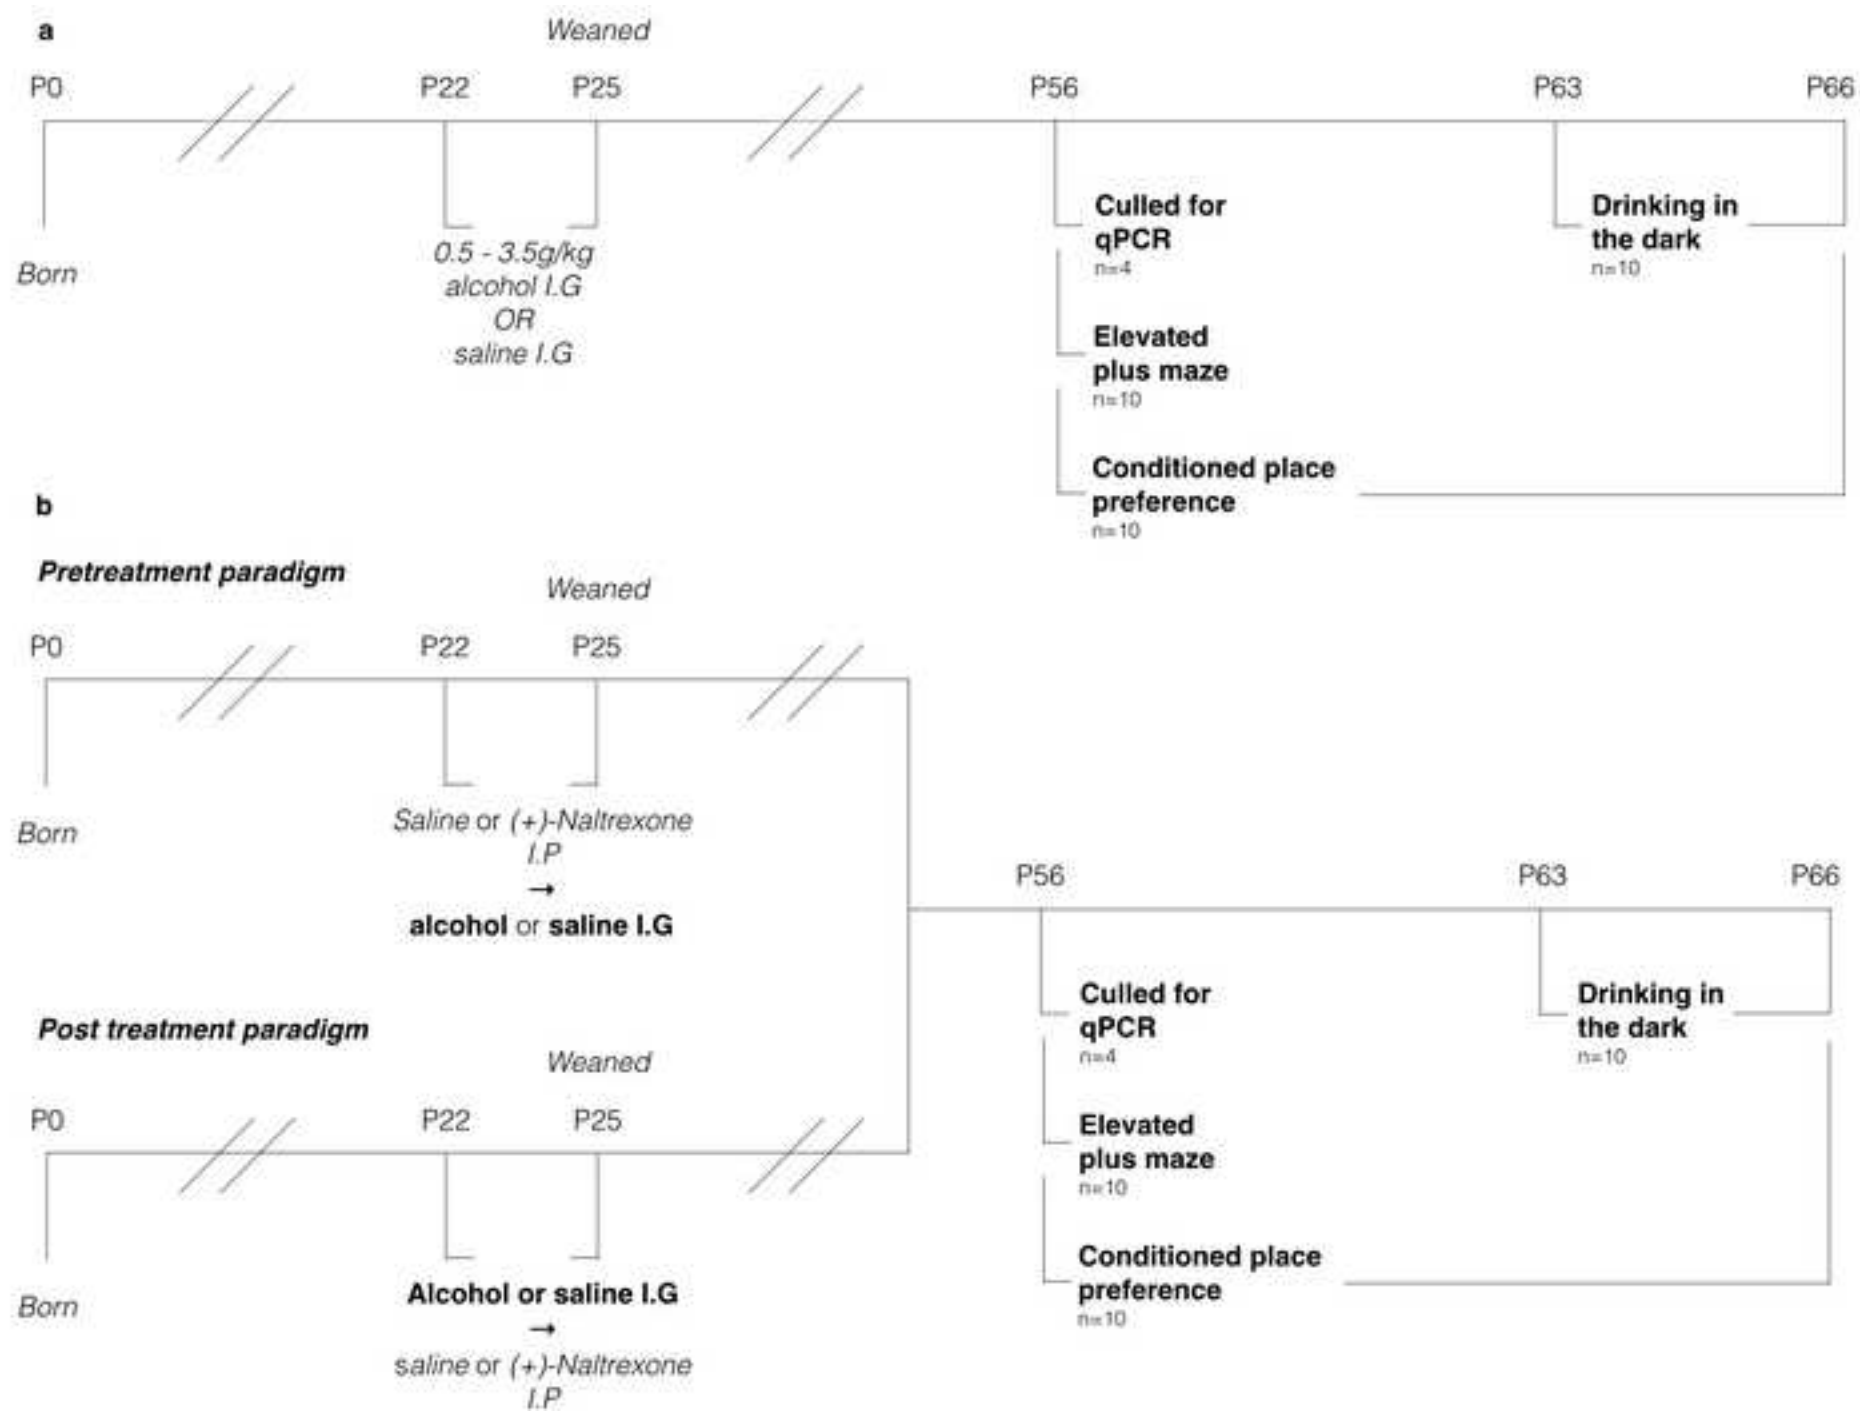 a
Weaned
P0 P22 P25 P56 P63 P66
Born
0.5 - 3.5g/kg
alcohol I.G
OR
saline I.G
Culled for
qPCR
n=4
Elevated
plus maze
n=10
Conditioned place
preference
n=10
Drinking in
the dark
n=10
b
Pretreatment paradigm
Weaned
P0 P22 P25
Born
Saline or (+)-Naltrexone
I.P
→
alcohol or saline I.G
Post treatment paradigm
Weaned
P0 P22 P25
Born
Alcohol or saline I.G
→
saline or (+)-Naltrexone
I.P
P56 P63 P66
Culled for
qPCR
n=4
Elevated
plus maze
n=10
Conditioned place
preference
n=10
Drinking in
the dark
n=10